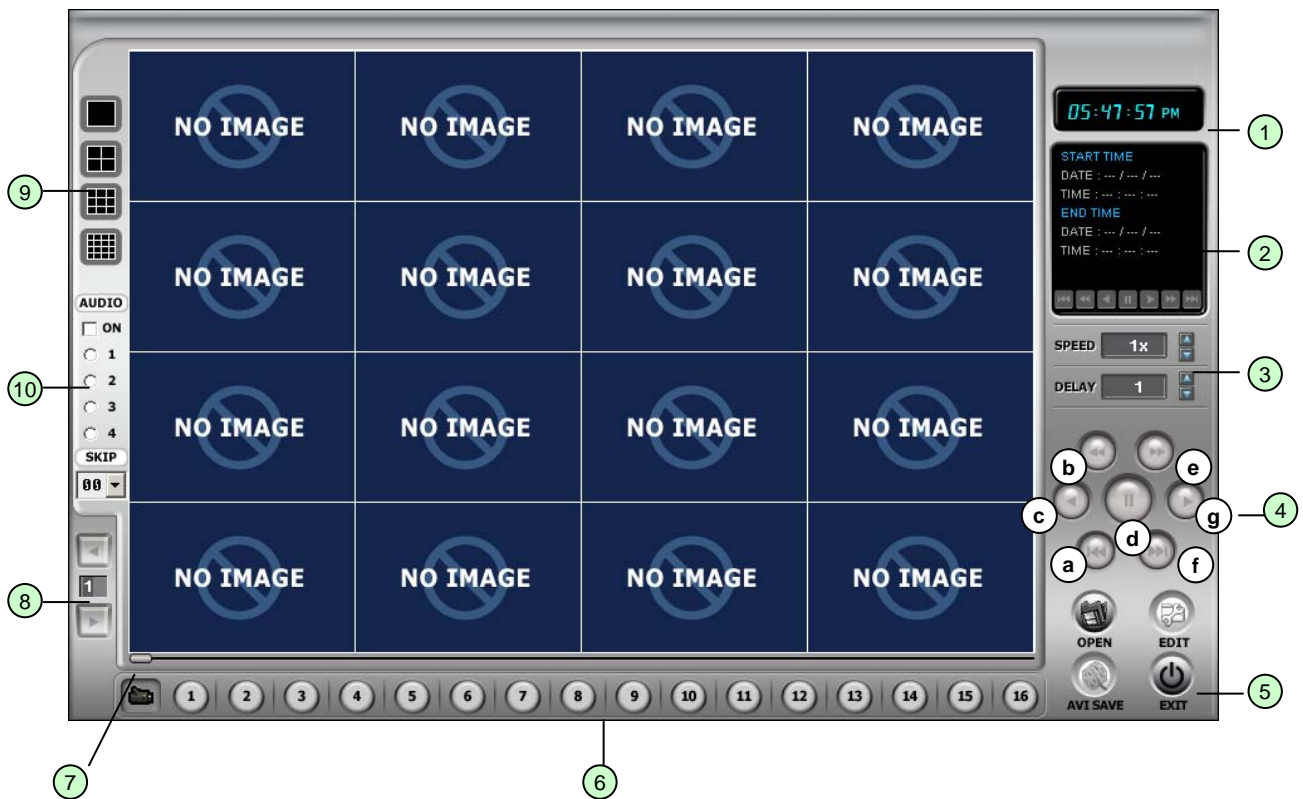 NO IMAGE NO IMAGE NO IMAGE NO IMAGE
NO IMAGE NO IMAGE NO IMAGE NO IMAGE
NO IMAGE NO IMAGE NO IMAGE NO IMAGE
NO IMAGE NO IMAGE NO IMAGE NO IMAGE
9
AUDIO
ON
1
2
3
4
10
SKIP
00
8
1
05:47:57 PM
1
START TIME
DATE : --- / --- / ---
TIME : --- : --- : ---
END TIME
DATE : --- / --- / ---
TIME : --- : --- : ---
2
SPEED 1x
DELAY 1
3
b e
c d g
4
a f
OPEN EDIT
AVI SAVE EXIT
5
1 2 3 4 5 6 7 8 9 10 11 12 13 14 15 16
7 6